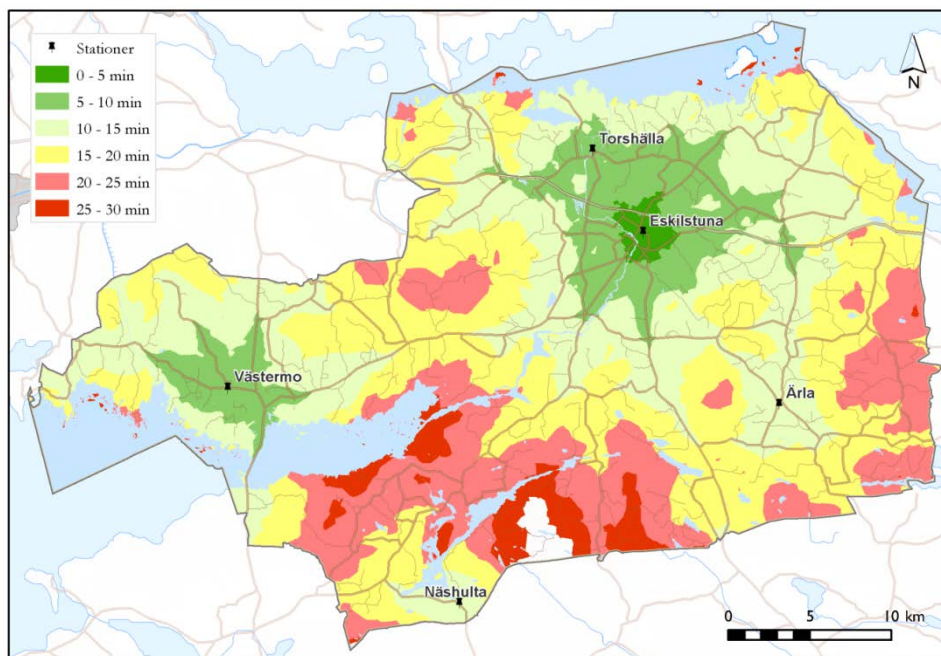 Stationer
0 - 5 min
5 - 10 min
10 - 15 min
15 - 20 min
20 - 25 min
25 - 30 min
N
Torshälla
Eskilstuna
Västermo
Ärla
Näshulta
0 5 10 km